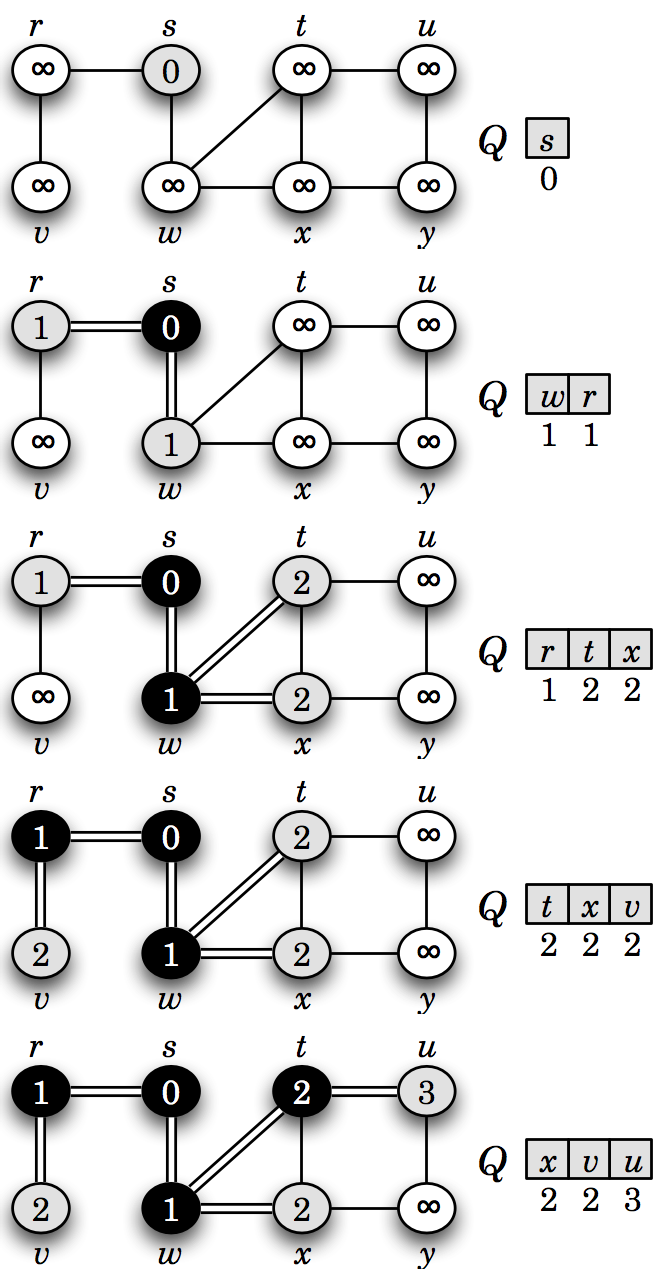 r s t u
∞ 0 ∞ ∞
Q s
0
∞ ∞ ∞ ∞
v w x y
r s t u
1 0 ∞ ∞
Q w r
1 1
∞ 1 ∞ ∞
v w x y
r s t u
1 0 2 ∞
Q r t x
1 2 2
∞ 1 2 ∞
v w x y
r s t u
1 0 2 ∞
Q t x v
2 2 2
2 1 2 ∞
v w x y
r s t u
1 0 2 3
Q x v u
2 2 3
2 1 2 ∞
v w x y